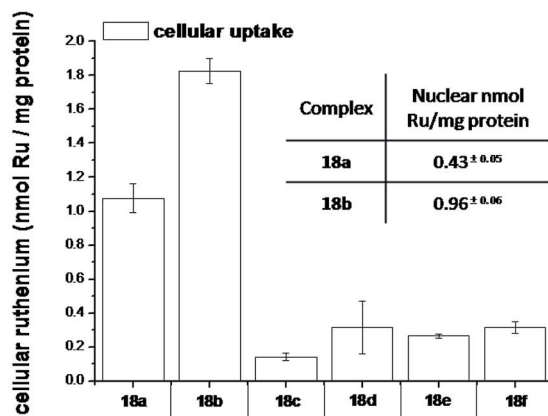 cellular uptake
cellular ruthenium (nmol Ru / mg protein)
2.0
1.8
1.6
1.4
1.2
1.0
0.8
0.6
0.4
0.2
0.0
Complex
Nuclear nmol
Ru/mg protein
18a
0.43 ± 0.05
18b
0.96 ± 0.06
18a 18b 18c 18d 18e 18f